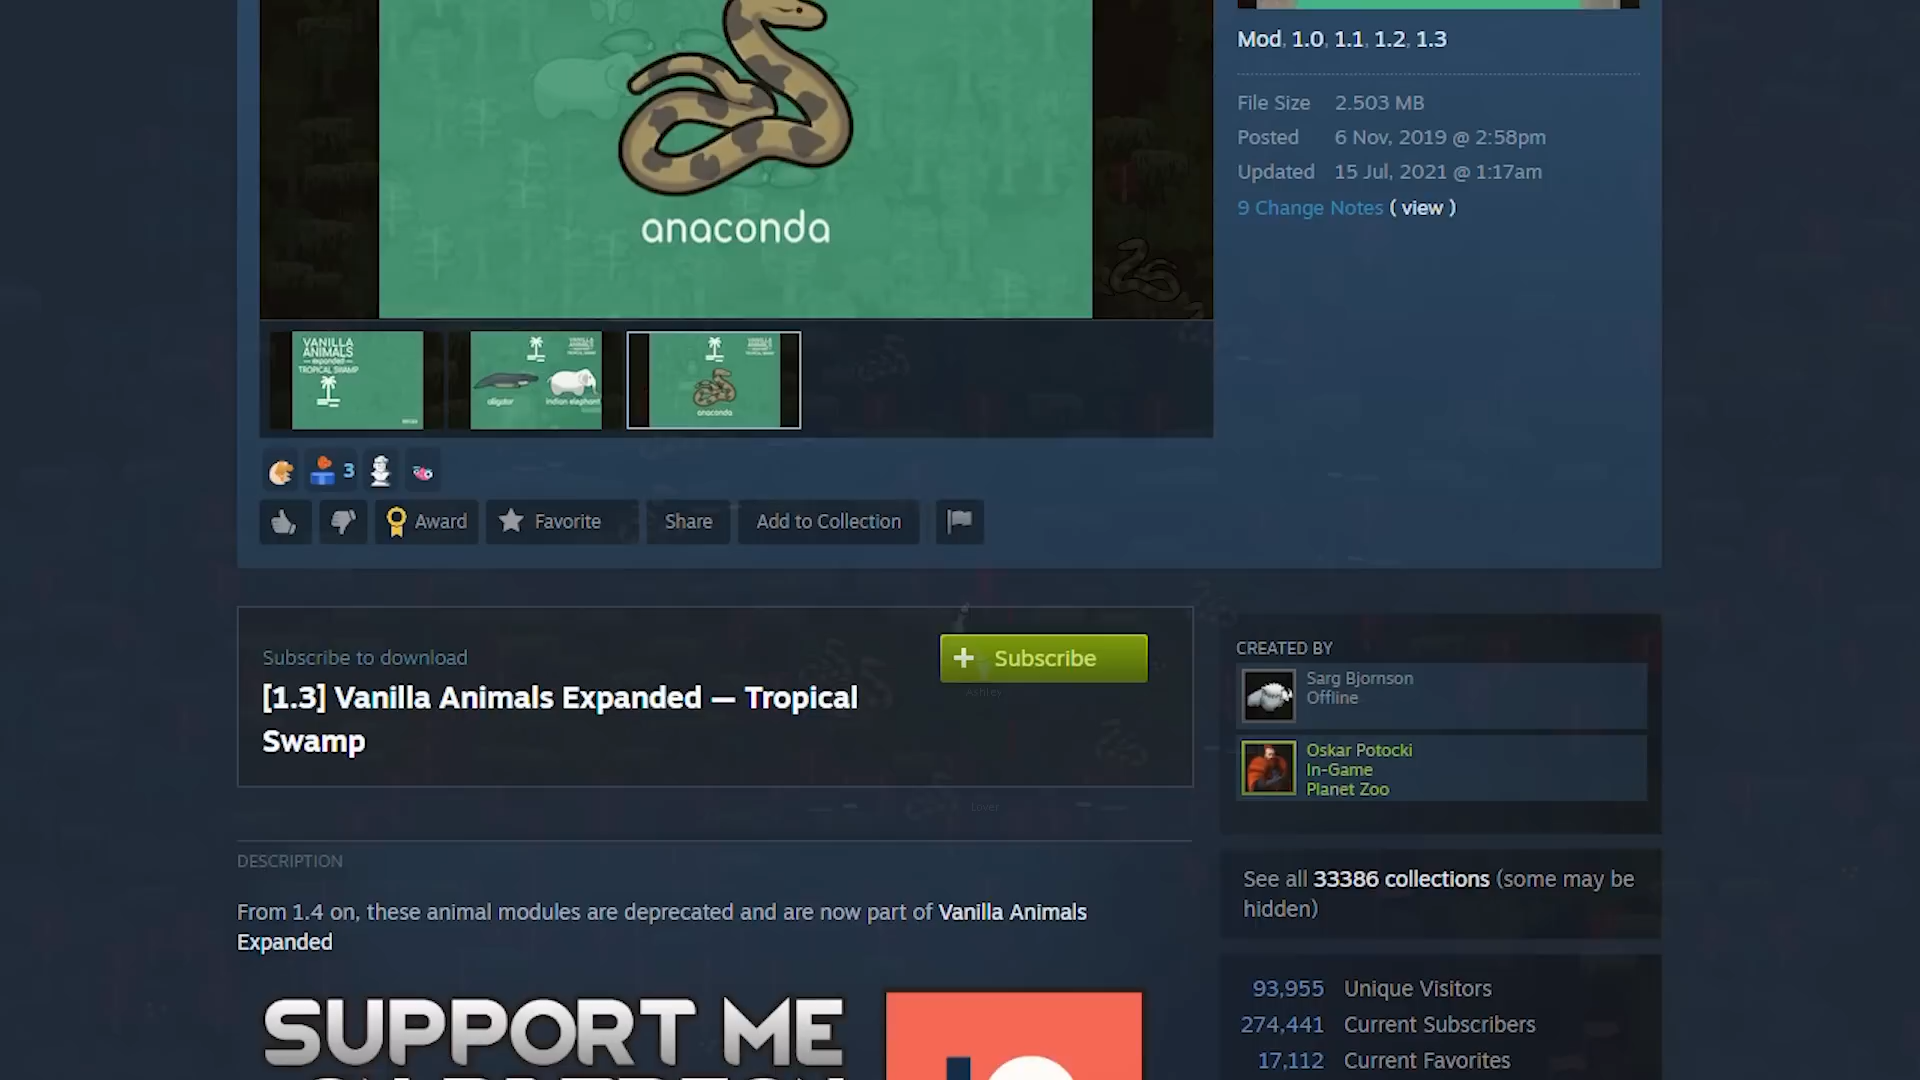 anaconda
VANILLA
ANIMALS
expanded
TROPICAL SWAMP
alligator
indian elephant
anaconda
3
Award
Favorite
Share
Add to Collection
Subscribe to download
[1.3] Vanilla Animals Expanded — Tropical
Swamp
Subscribe
Ashley
Lover
DESCRIPTION
From 1.4 on, these animal modules are deprecated and are now part of Vanilla Animals
Expanded
SUPPORT ME
Mod, 1.0, 1.1, 1.2, 1.3
File Size 2.503 MB
Posted 6 Nov, 2019 @ 2:58pm
Updated 15 Jul, 2021 @ 1:17am
9 Change Notes ( view )
CREATED BY
Sarg Bjornson
Offline
Oskar Potocki
In-Game
Planet Zoo
See all 33386 collections (some may be
hidden)
93,955 Unique Visitors
274,441 Current Subscribers
17,112 Current Favorites